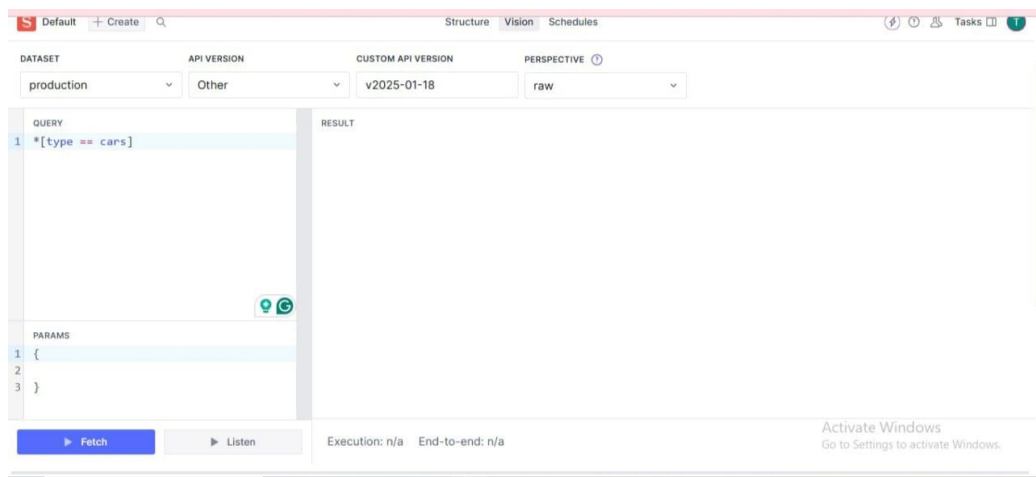 S Default + Create Structure Vision Schedules Tasks T
DATASET API VERSION CUSTOM API VERSION PERSPECTIVE
production Other v2025-01-18 raw
QUERY RESULT
1 *[type == cars]
PARAMS
1 {
2
3 }
Fetch Listen Execution: n/a End-to-end: n/a
Activate Windows
Go to Settings to activate Windows.